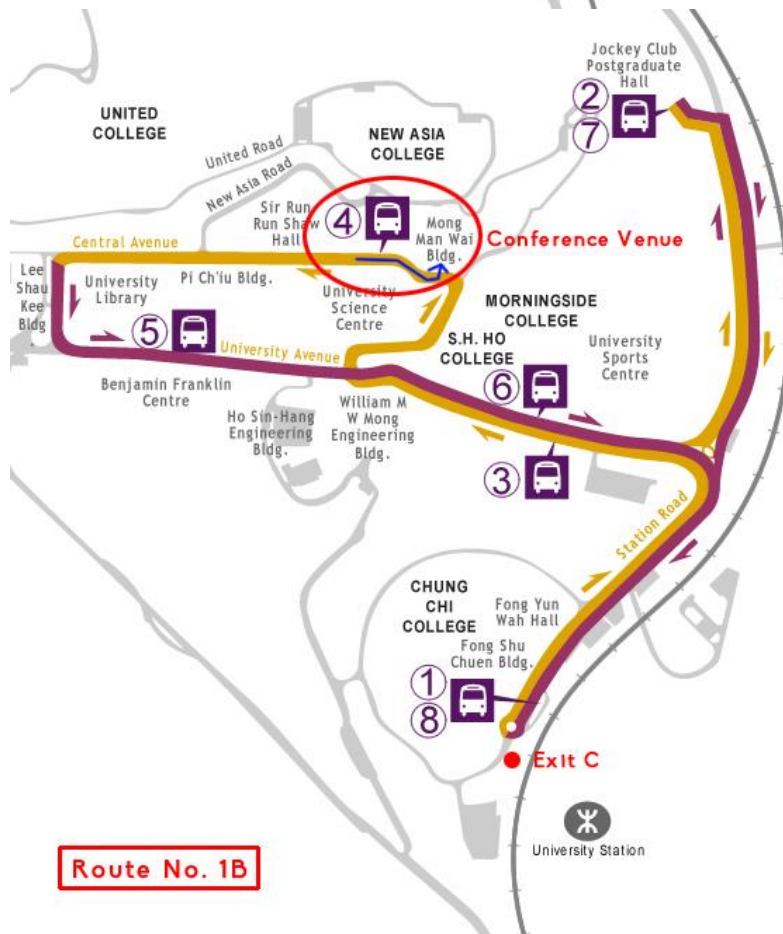 Jockey Club
Postgraduate
Hall
2
7
UNITED
COLLEGE
NEW ASIA
COLLEGE
United Road
New Asia Road
Sir Run
Run Shaw
Hall
4
Mong
Man Wai
Bldg.
Conference Venue
Central Avenue
Lee
Shau
Kee
Bldg
University
Library
Pi Ch'iu Bldg.
University
Science
Centre
MORNINGSIDE
COLLEGE
S.H. HO
COLLEGE
University
Sports
Centre
5
University Avenue
Benjamin Franklin
Centre
6
Ho Sin-Hang
Engineering
Bldg.
William M
W Mong
Engineering
Bldg.
3
Station Road
CHUNG
CHI
COLLEGE
Fong Yun
Wah Hall
Fong Shu
Chuen Bldg.
1
8
Exit C
University Station
Route No. 1B